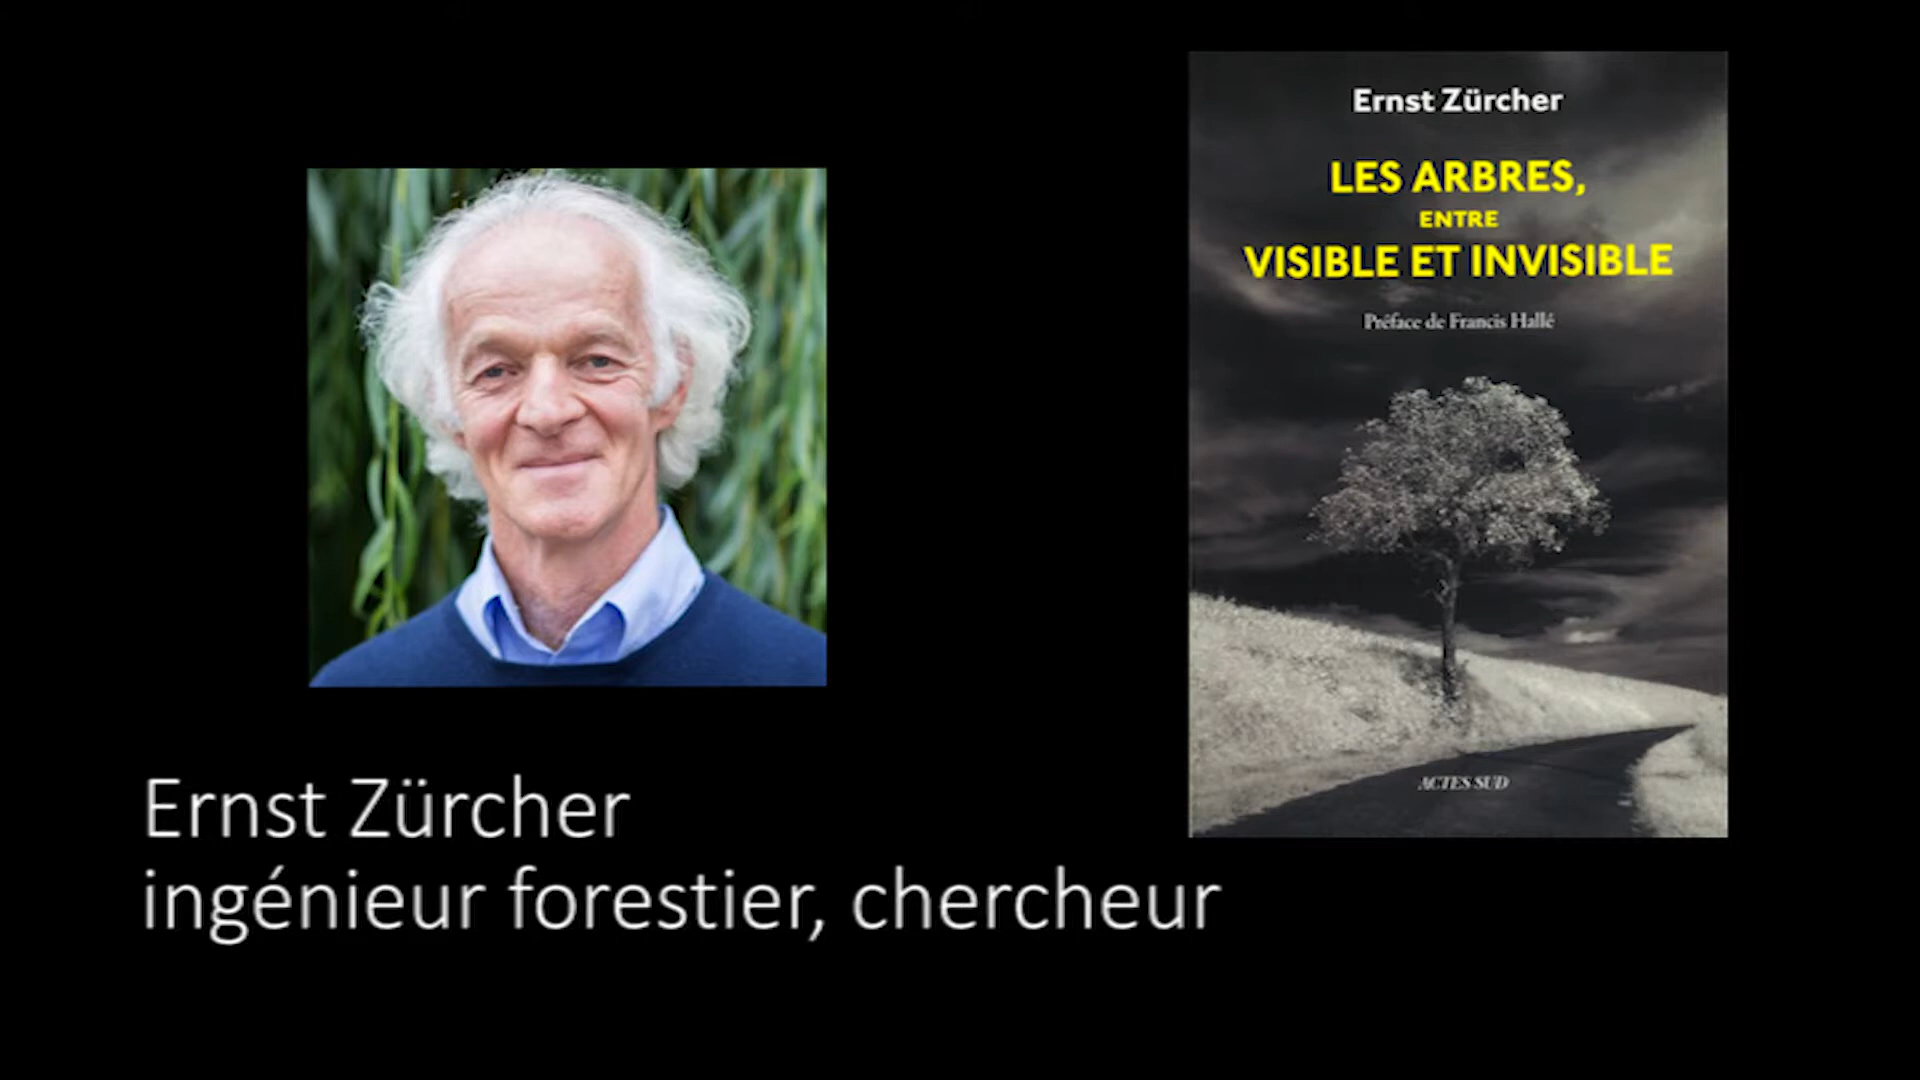 Ernst Zürcher
LES ARBRES,
ENTRE
VISIBLE ET INVISIBLE
Préface de Francis Hallé
ACTES SUD
Ernst Zürcher
ingénieur forestier, chercheur